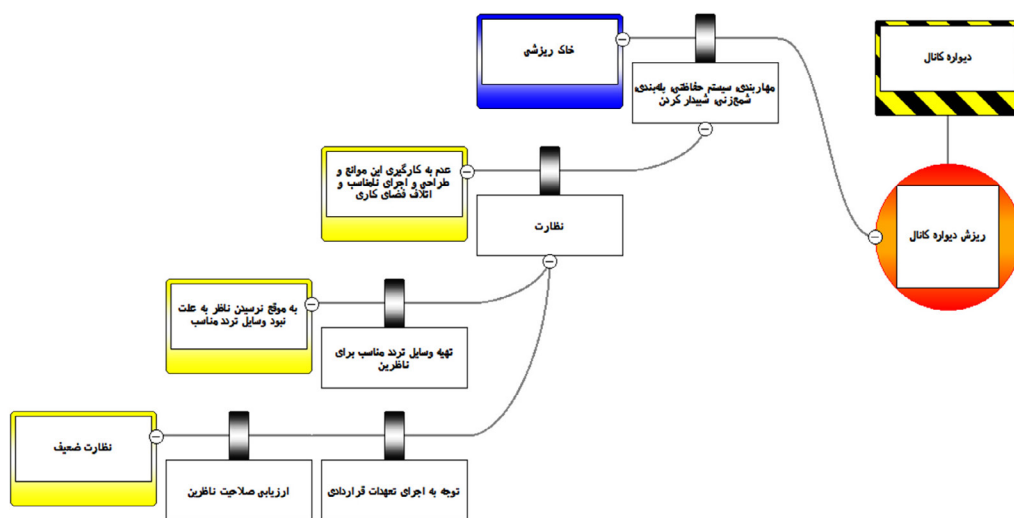 دیواره کانال
خاک ریزشی
مهاربندی سیستم حفاظتی پله‌بندی
شمع‌زنی شیبدار کردن
ریزش دیواره کانال
عدم به کارگیری این موانع و
طراحی و اجرای نامناسب و
اتلاف فضای کاری
نظارت
به موقع نرسیدن ناظر به علت
نبود وسایل تردد مناسب
تهیه وسایل تردد مناسب برای
ناظرین
نظارت ضعیف
ارزیابی صلاحیت ناظرین
توجه به اجرای تعهدات قراردادی